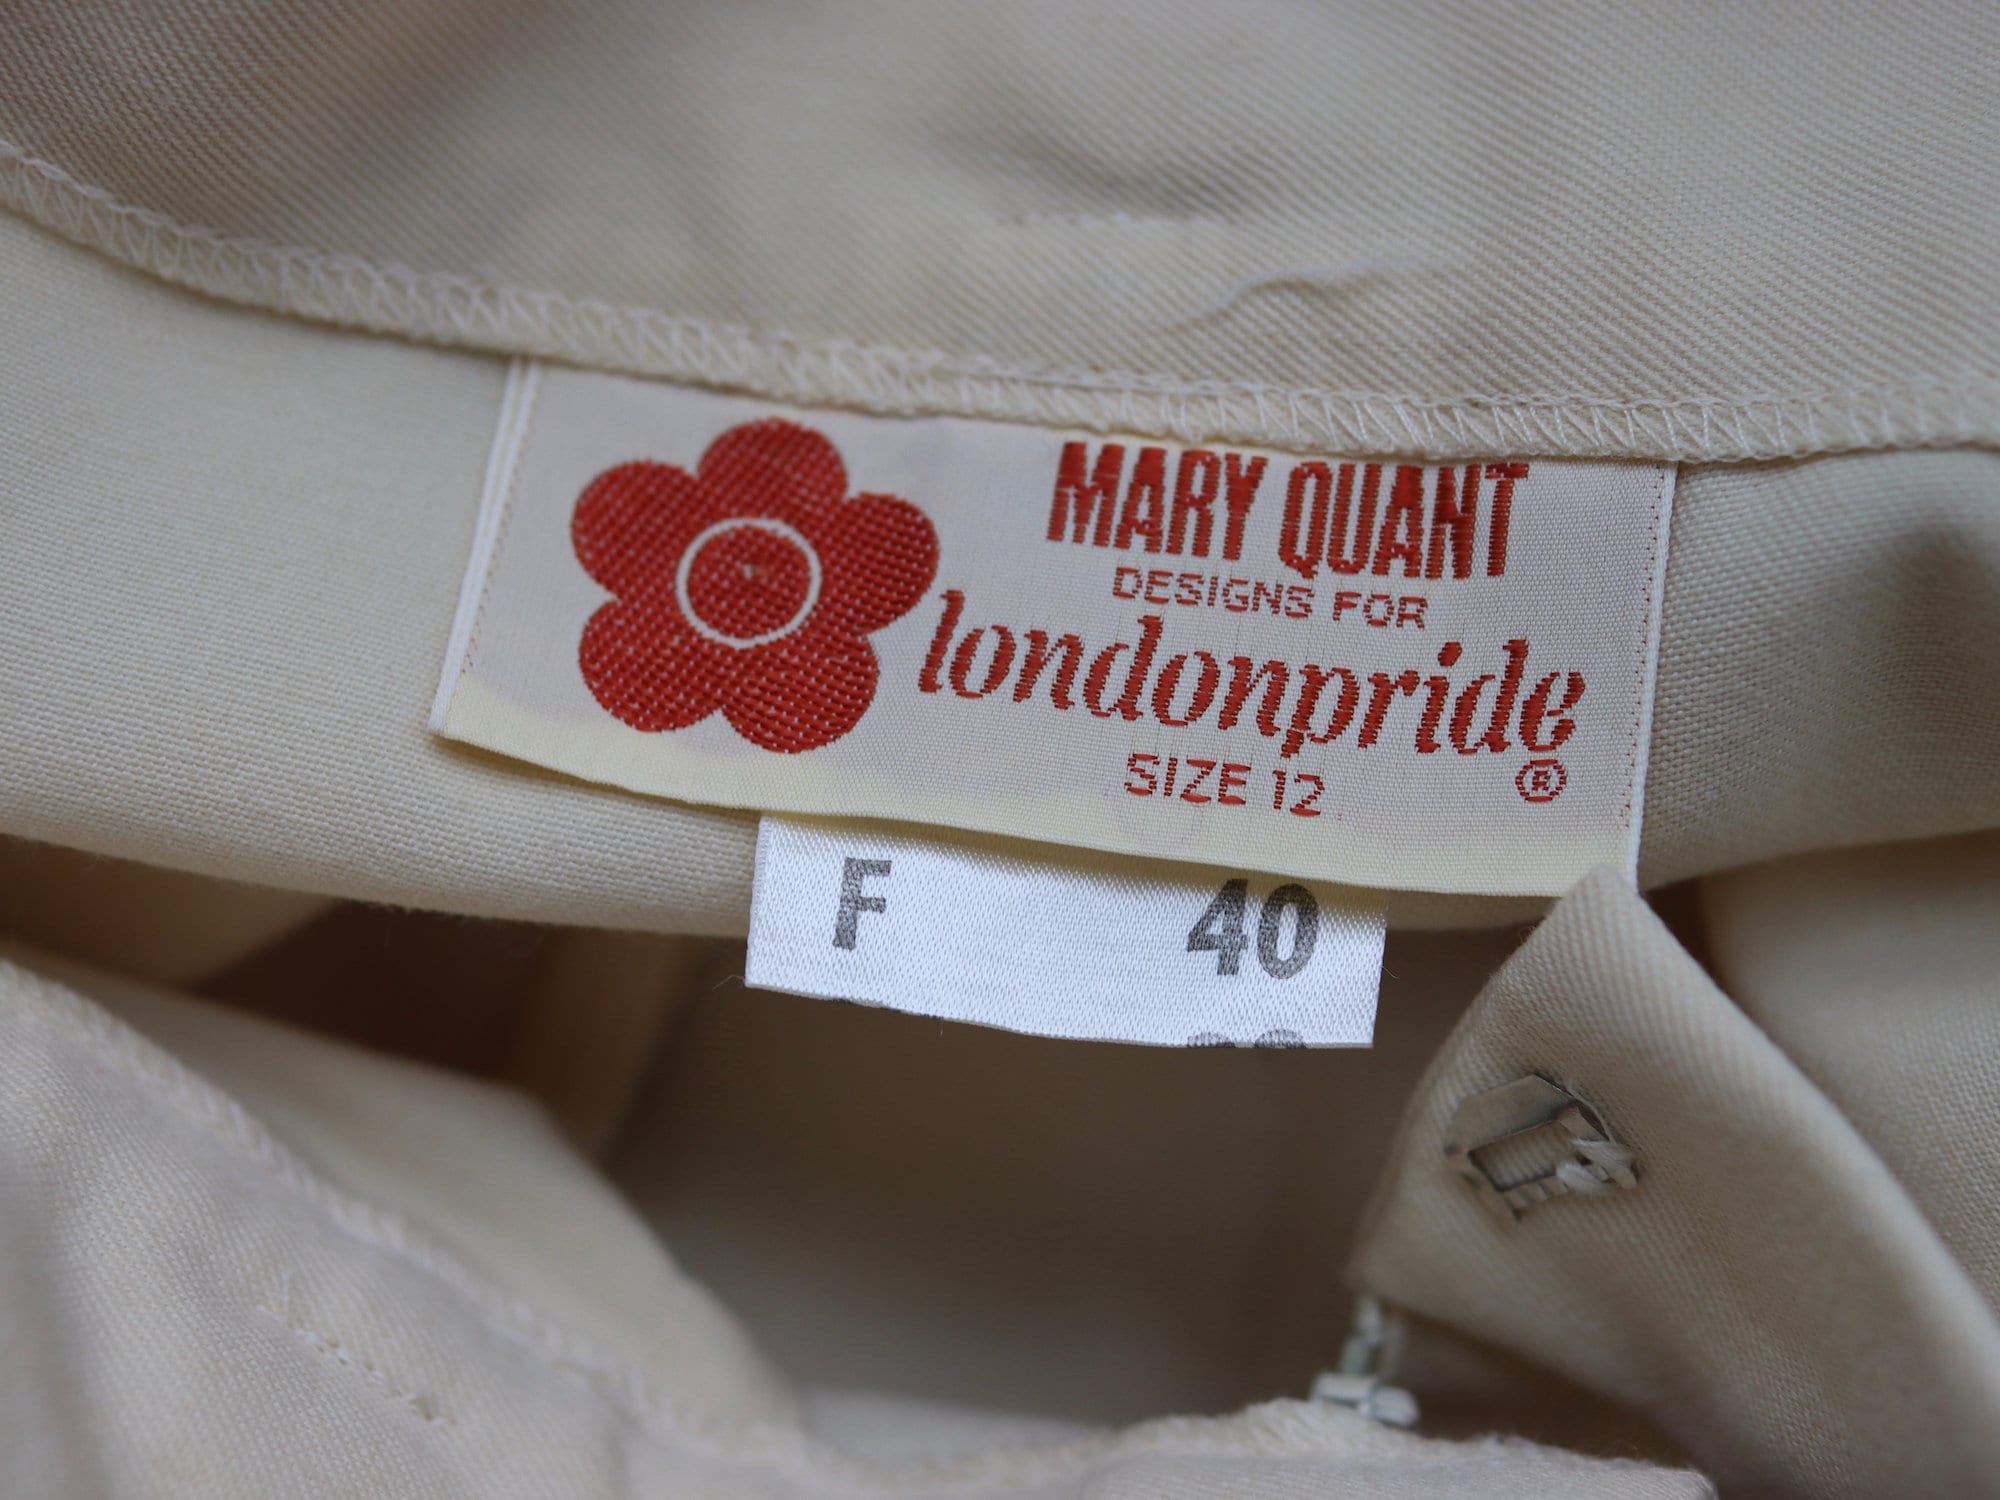 MARY QUANT
DESIGNS FOR
londonpride
®
SIZE 12
F 40